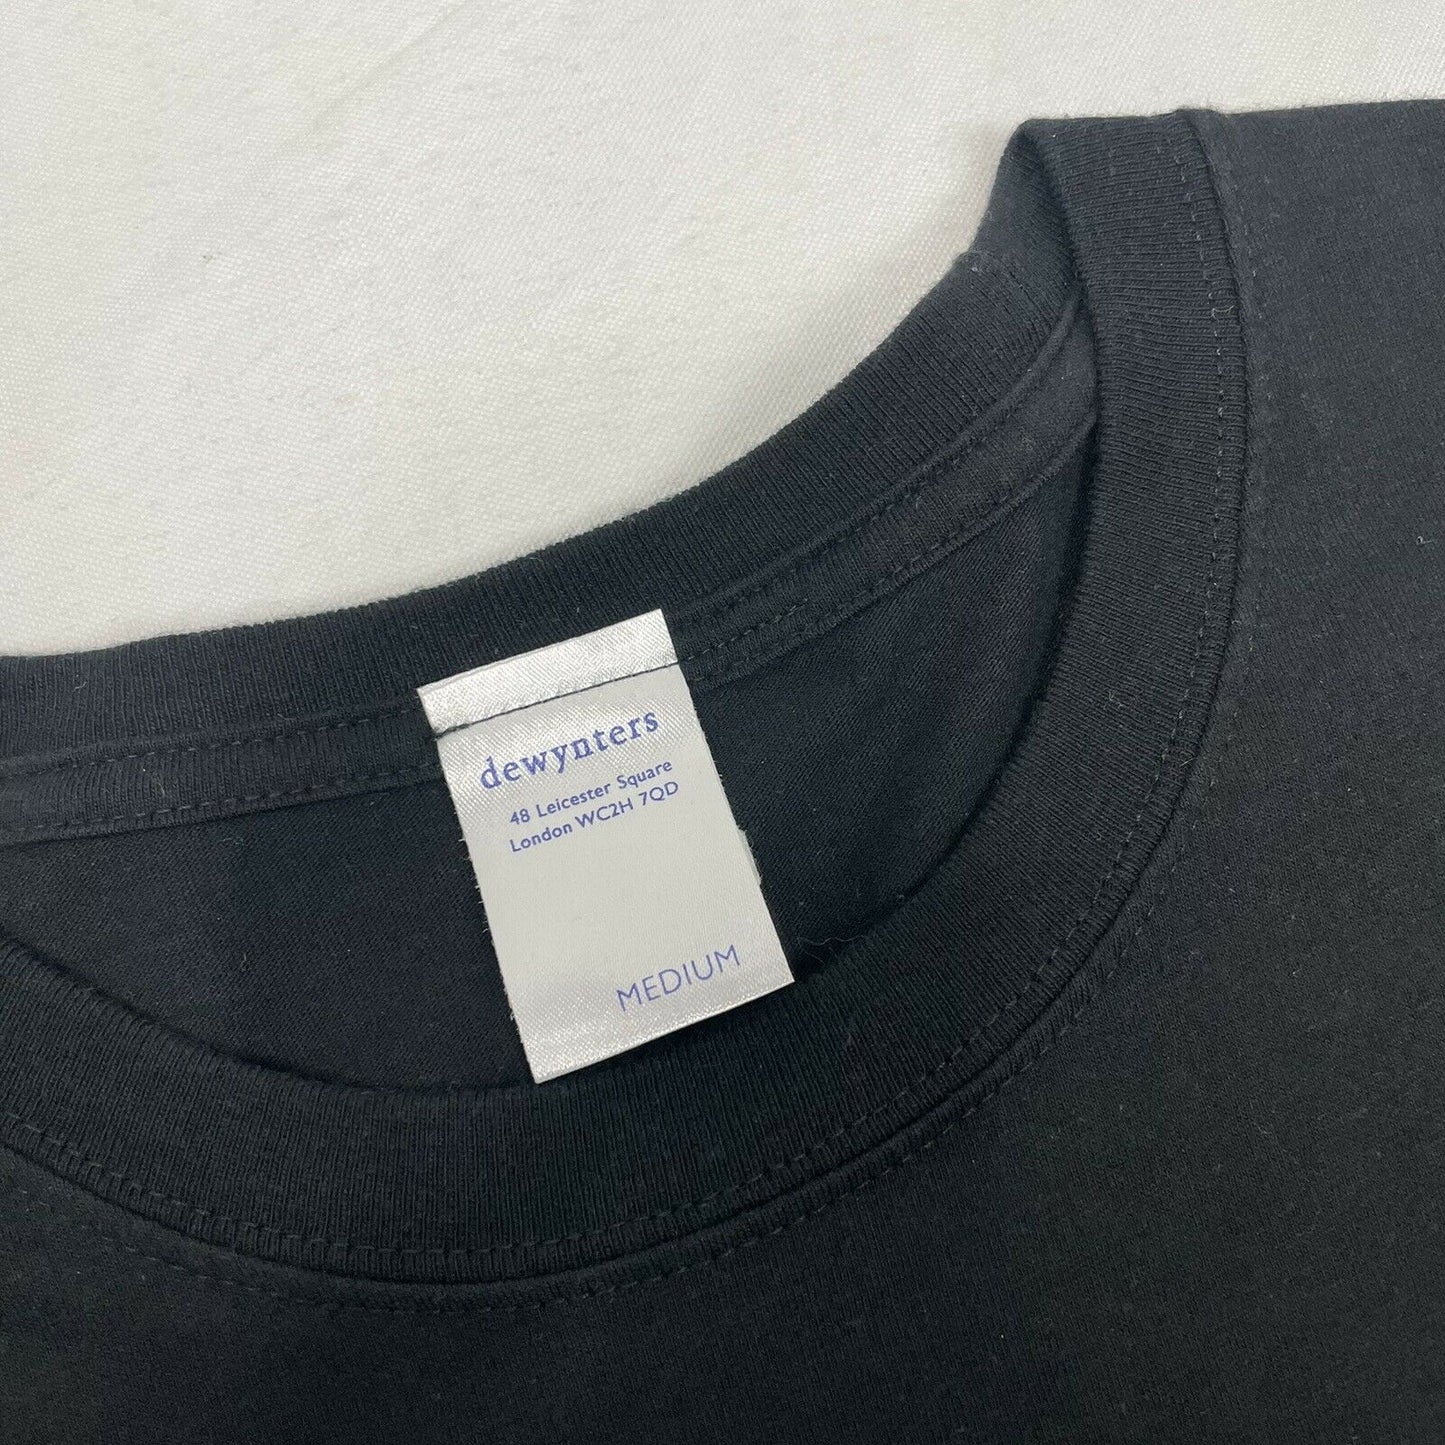 dewynters
48 Leicester Square
London WC2H 7QD
MEDIUM